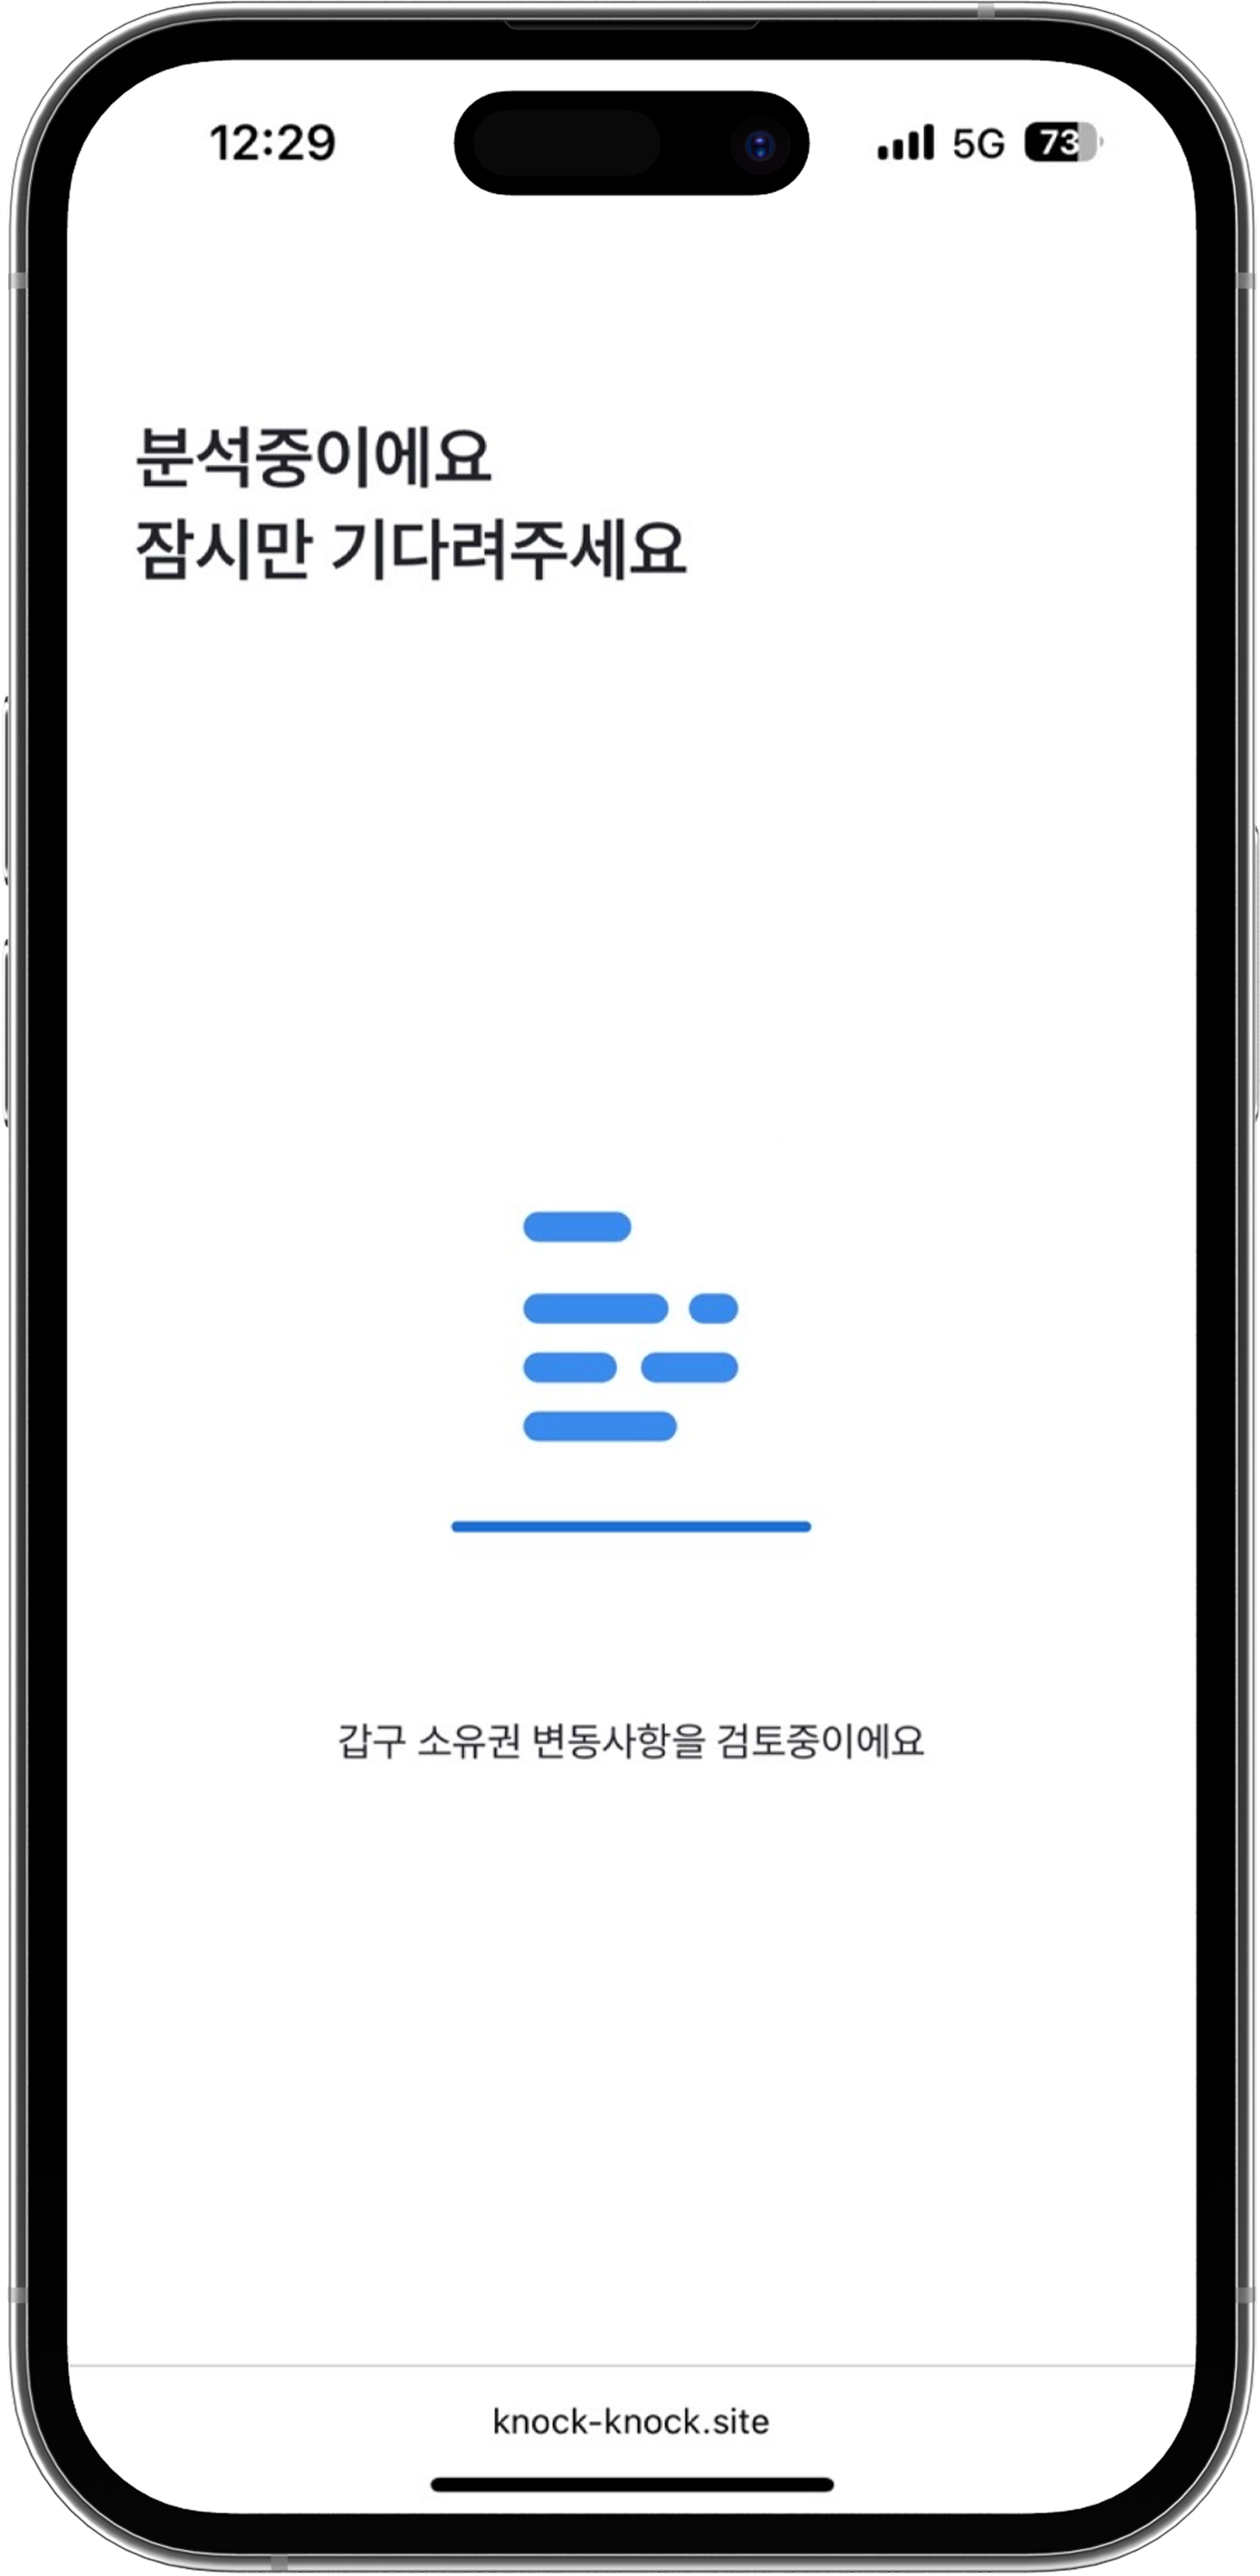 12:29 5G 73
분석중이에요
잠시만 기다려주세요
갑구 소유권 변동사항을 검토중이에요
knock-knock.site